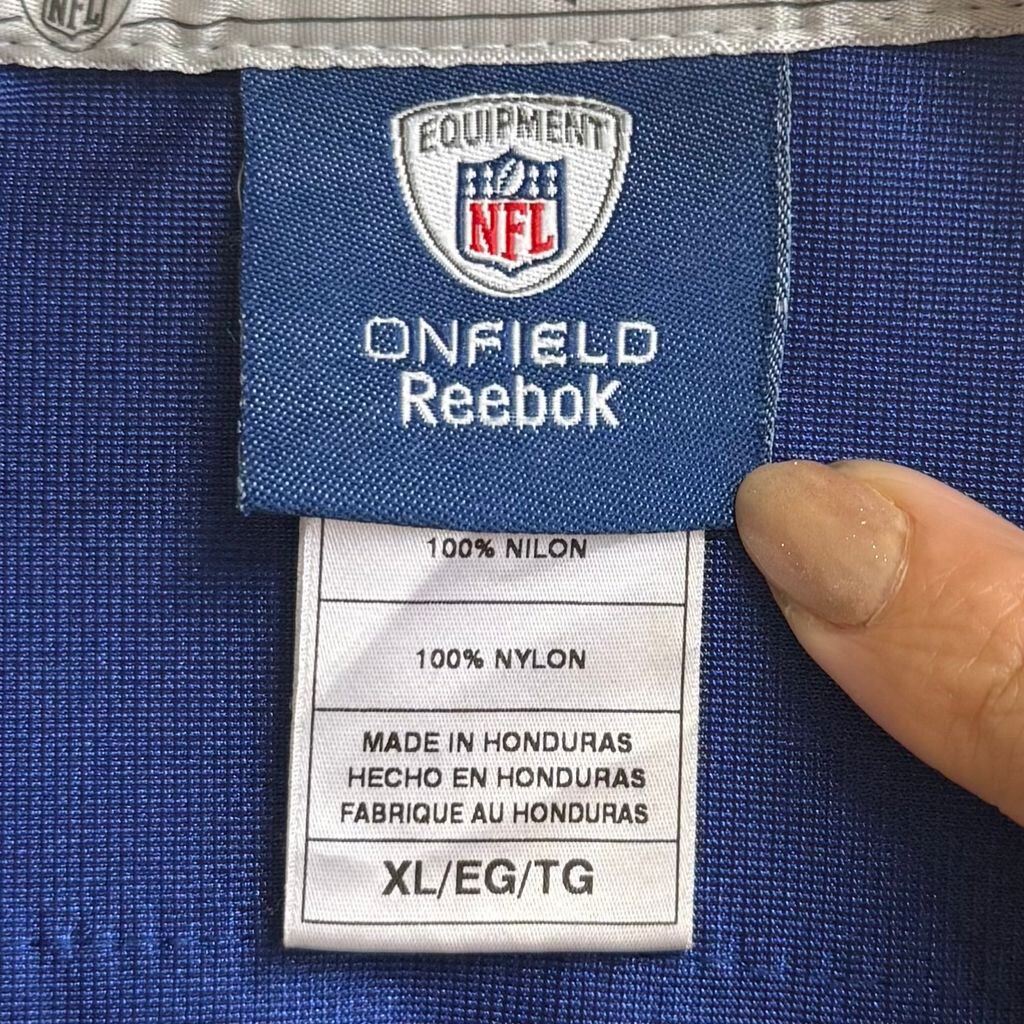 NFL
EQUIPMENT
NFL
ONFIELD
Reebok
100% NILON
100% NYLON
MADE IN HONDURAS
HECHO EN HONDURAS
FABRIQUE AU HONDURAS
XL/EG/TG